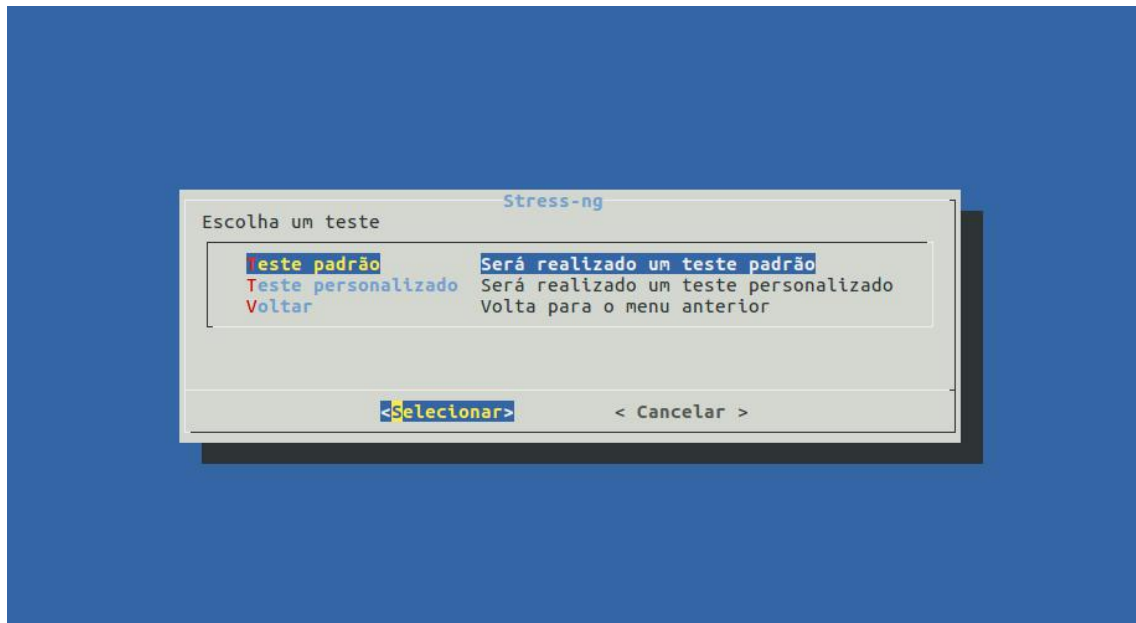 Stress-ng
Escolha um teste
Teste padrão Será realizado um teste padrão
Teste personalizado Será realizado um teste personalizado
Voltar Volta para o menu anterior
<Selecionar> < Cancelar >